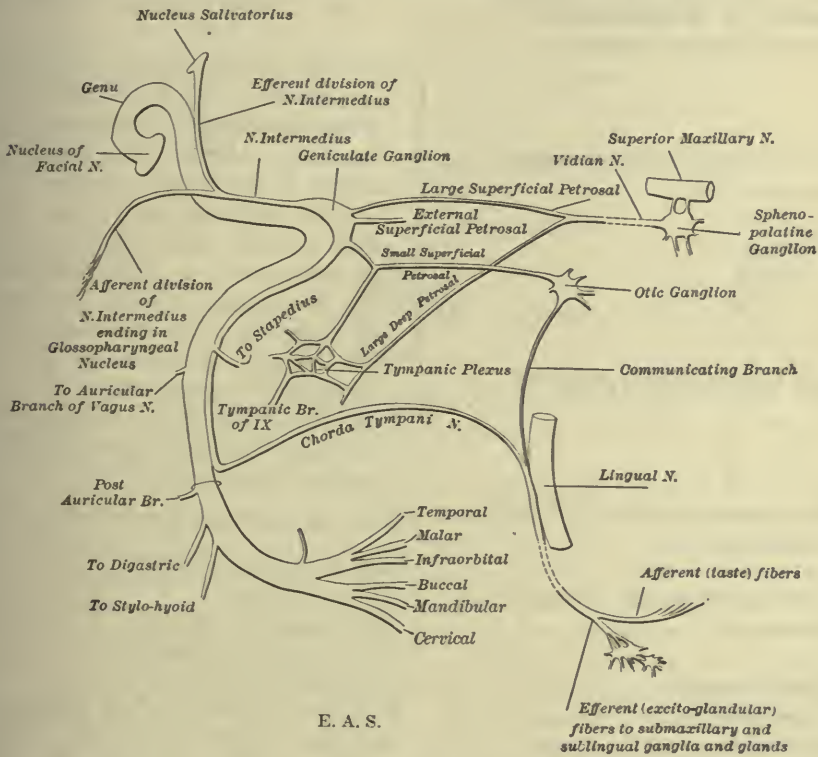 Nucleus Salivatorius
Genu
Efferent division of
N.Intermedius
Nucleus of
Facial N.
N.Intermedius
Geniculate Ganglion
Superior Maxillary N.
Vidian N.
Large Superficial Petrosal
External
Superficial Petrosal
Spheno-
palatine
Ganglion
Small Superficial
Petrosal
Afferent division
of
N.Intermedius
ending in
Glossopharyngeal
Nucleus
To Stapedius
Large Deep Petrosal
Otic Ganglion
Tympanic Plexus
Communicating Branch
To Auricular
Branch of Vagus N.
Tympanic Br.
of IX
Chorda Tympani N.
Lingual N.
Post
Auricular Br.
Temporal
Malar
Infraorbital
Buccal
Mandibular
Cervical
To Digastric
To Stylo-hyoid
Afferent (taste) fibers
Efferent (excito-glandular)
fibers to submaxillary and
sublingual ganglia and glands
E. A. S.